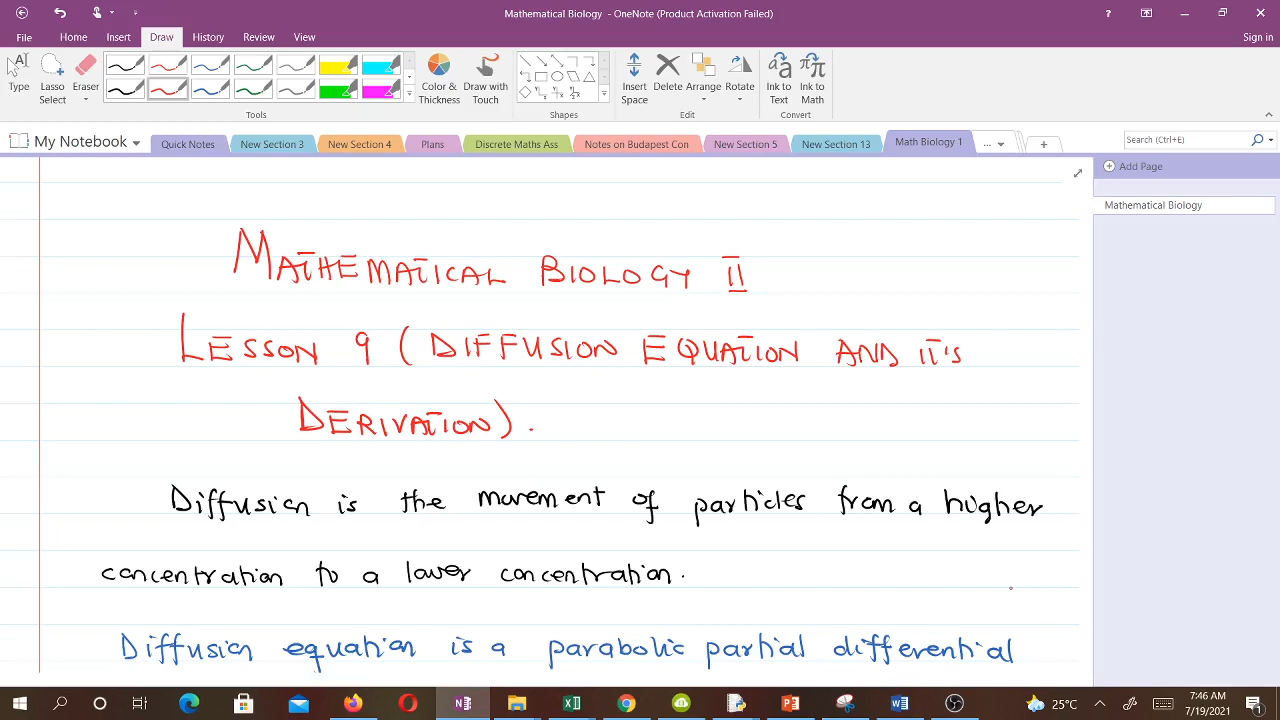 Mathematical Biology - OneNote (Product Activation Failed)
?
File Home Insert Draw History Review View
Sign in
Type
Lasso Select
Eraser
Color & Thickness
Draw with Touch
Insert Space
Delete
Arrange
Rotate
Ink to Text
Ink to Math
Tools
Shapes
Edit
Convert
My Notebook
Quick Notes
New Section 3
New Section 4
Plans
Discrete Maths Ass
Notes on Budapest Con
New Section 5
New Section 13
Math Biology 1
...
Search (Ctrl+E)
Add Page
Mathematical Biology
MATHEMATICAL BIOLOGY II
LESSON 9 (DIFFUSION EQUATION AND IT'S
DERIVATION).
Diffusion is the movement of particles from a higher
concentration to a lower concentration.
Diffusion equation is a parabolic partial differential
25°C
7:46 AM
7/19/2021